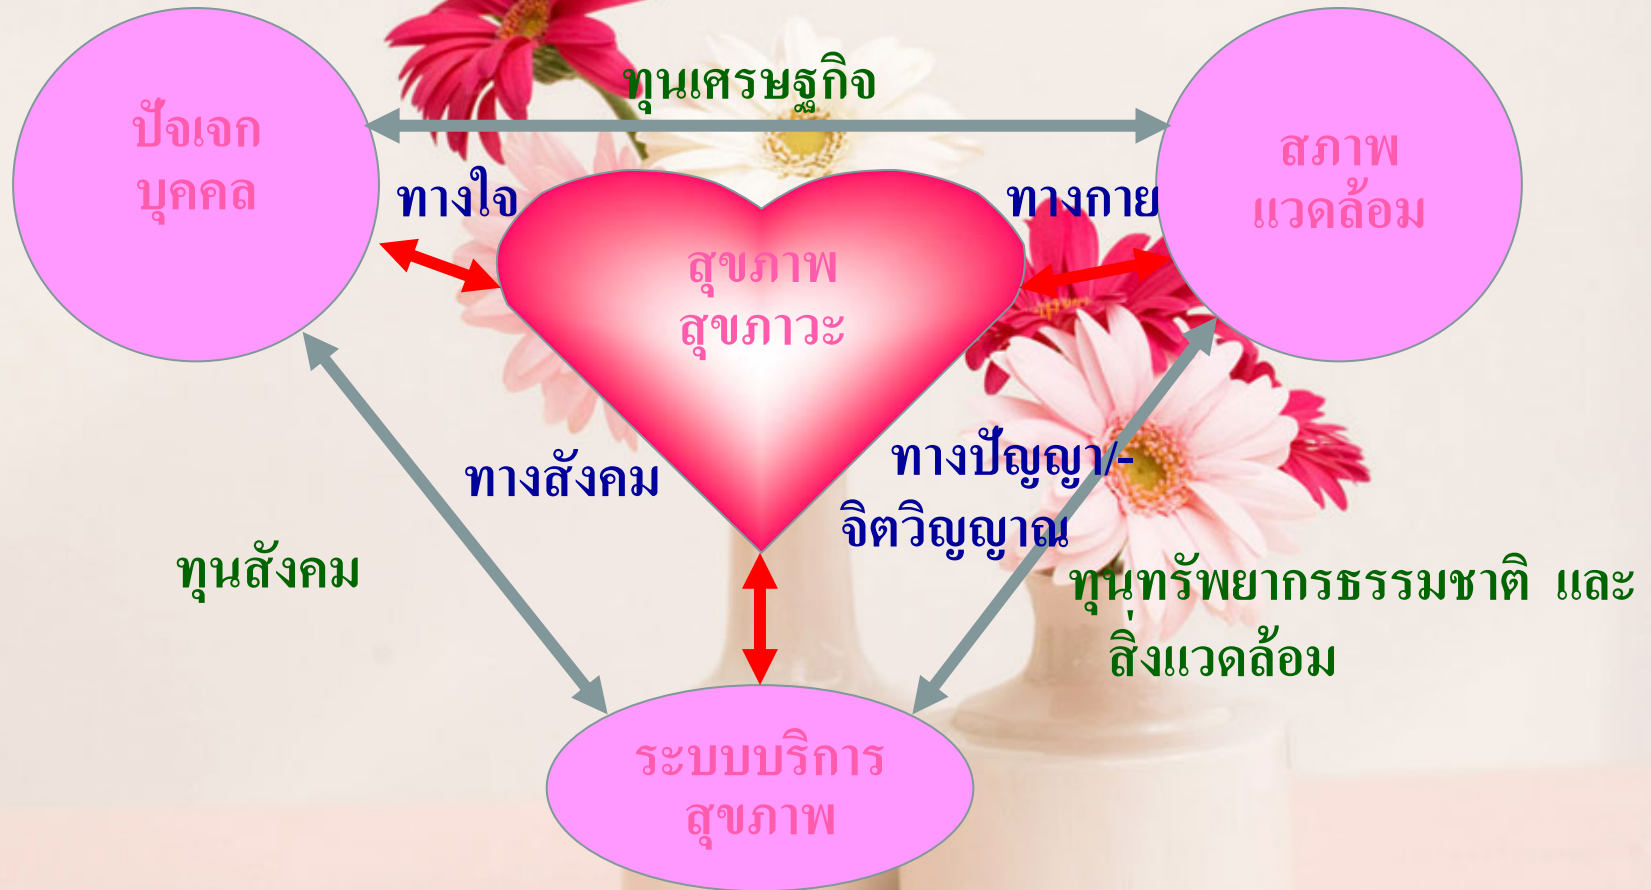 ทุนเศรษฐกิจ
ปัจเจก
บุคคล
สภาพ
แวดล้อม
ทางใจ
ทางกาย
สุขภาพ
สุขภาวะ
ทางสังคม
ทางปัญญา/-
จิตวิญญาณ
ทุนสังคม
ทุนทรัพยากรธรรมชาติ และ
สิ่งแวดล้อม
ระบบบริการ
สุขภาพ